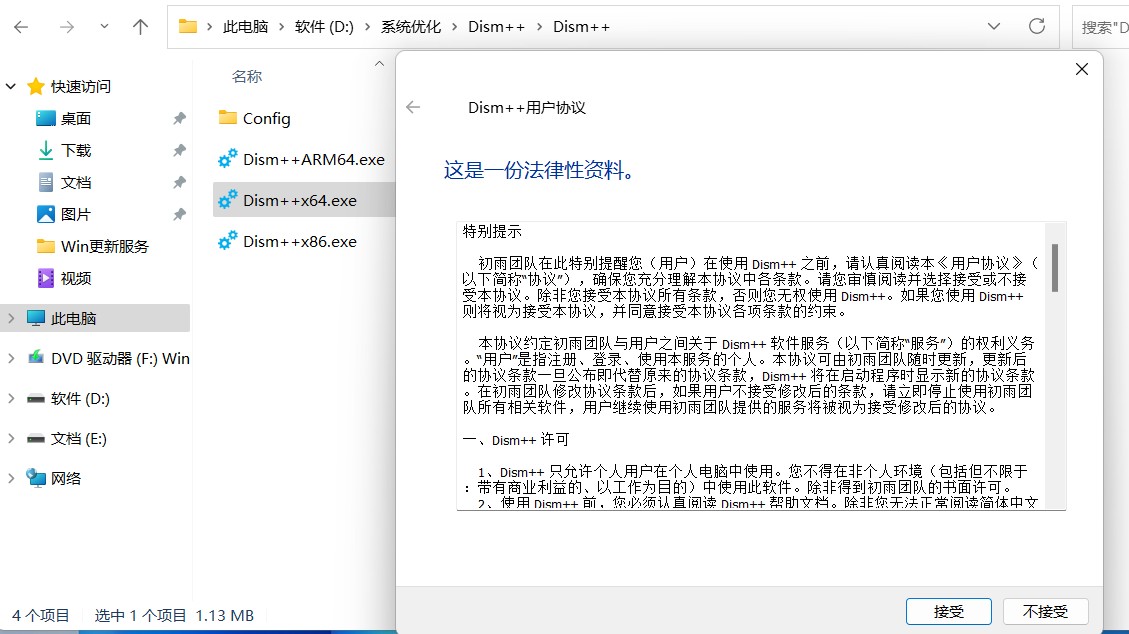 此电脑 软件 (D:) 系统优化 Dism++ Dism++
搜索"D
快速访问
桌面
下载
文档
图片
Win更新服务
视频
此电脑
DVD 驱动器 (F:) Win
软件 (D:)
文档 (E:)
网络
名称
Config
Dism++ARM64.exe
Dism++x64.exe
Dism++x86.exe
4 个项目 选中 1 个项目 1.13 MB
Dism++用户协议
这是一份法律性资料。
特别提示
初雨团队在此特别提醒您（用户）在使用 Dism++ 之前，请认真阅读本《用户协议》（
以下简称“协议”），确保您充分理解本协议中各条款。请您审慎阅读并选择接受或不接
受本协议。除非您接受本协议所有条款，否则您无权使用 Dism++。如果您使用 Dism++
则将视为接受本协议，并同意接受本协议各项条款的约束。
本协议约定初雨团队与用户之间关于 Dism++ 软件服务（以下简称“服务”）的权利义务
。“用户”是指注册、登录、使用本服务的个人。本协议可由初雨团队随时更新，更新后
的协议条款一旦公布即代替原来的协议条款，Dism++ 将在启动程序时显示新的协议条款
。在初雨团队修改协议条款后，如果用户不接受修改后的条款，请立即停止使用初雨团
队所有相关软件，用户继续使用初雨团队提供的服务将被视为接受修改后的协议。
一、Dism++ 许可
1、Dism++ 只允许个人用户在个人电脑中使用。您不得在非个人环境（包括但不限于
：带有商业利益的、以工作为目的）中使用此软件。除非得到初雨团队的书面许可。
2、使用 Dism++ 前，您必须认真阅读 Dism++ 帮助文档。除非您无法正常阅读简体中文
接受
不接受